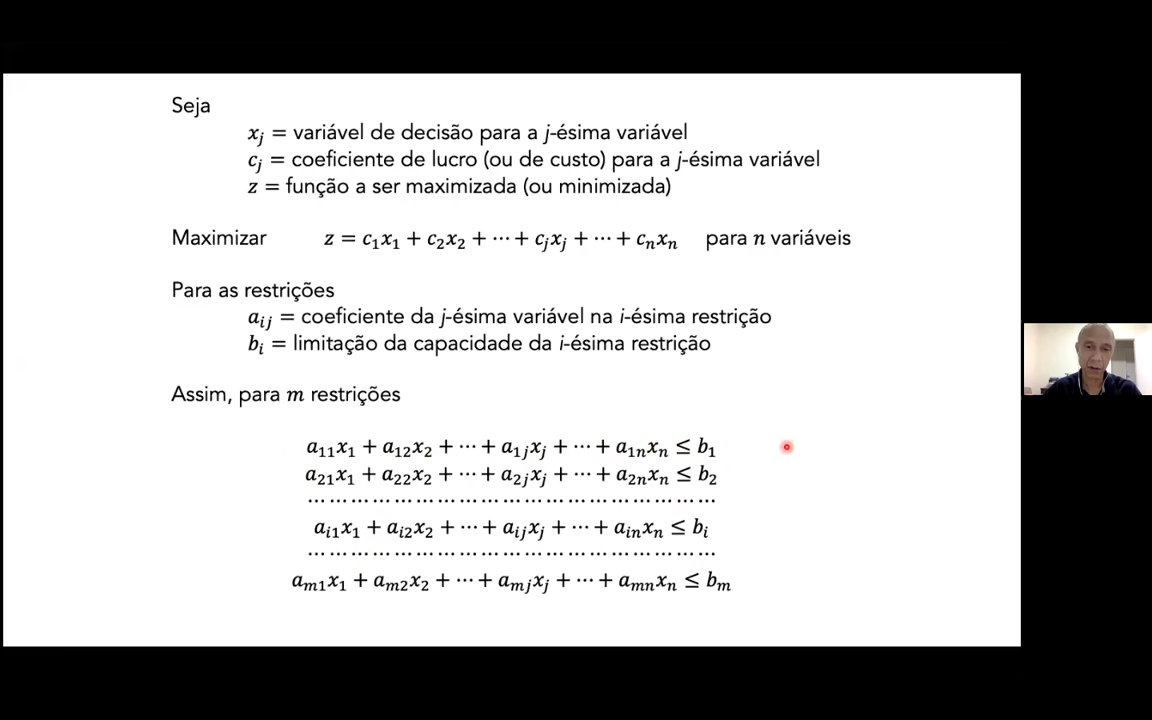 Seja
xⱼ = variável de decisão para a j-ésima variável
cⱼ = coeficiente de lucro (ou de custo) para a j-ésima variável
z = função a ser maximizada (ou minimizada)
Maximizar z = c₁x₁ + c₂x₂ + ⋯ + cⱼxⱼ + ⋯ + cₙxₙ para n variáveis
Para as restrições
aᵢⱼ = coeficiente da j-ésima variável na i-ésima restrição
bᵢ = limitação da capacidade da i-ésima restrição
Assim, para m restrições
a₁₁x₁ + a₁₂x₂ + ⋯ + a₁ⱼxⱼ + ⋯ + a₁ₙxₙ ≤ b₁
a₂₁x₁ + a₂₂x₂ + ⋯ + a₂ⱼxⱼ + ⋯ + a₂ₙxₙ ≤ b₂
… … … … … … … … … … … … … … … … … … …
aᵢ₁x₁ + aᵢ₂x₂ + ⋯ + aᵢⱼxⱼ + ⋯ + aᵢₙxₙ ≤ bᵢ
… … … … … … … … … … … … … … … … … … …
aₘ₁x₁ + aₘ₂x₂ + ⋯ + aₘⱼxⱼ + ⋯ + aₘₙxₙ ≤ bₘ